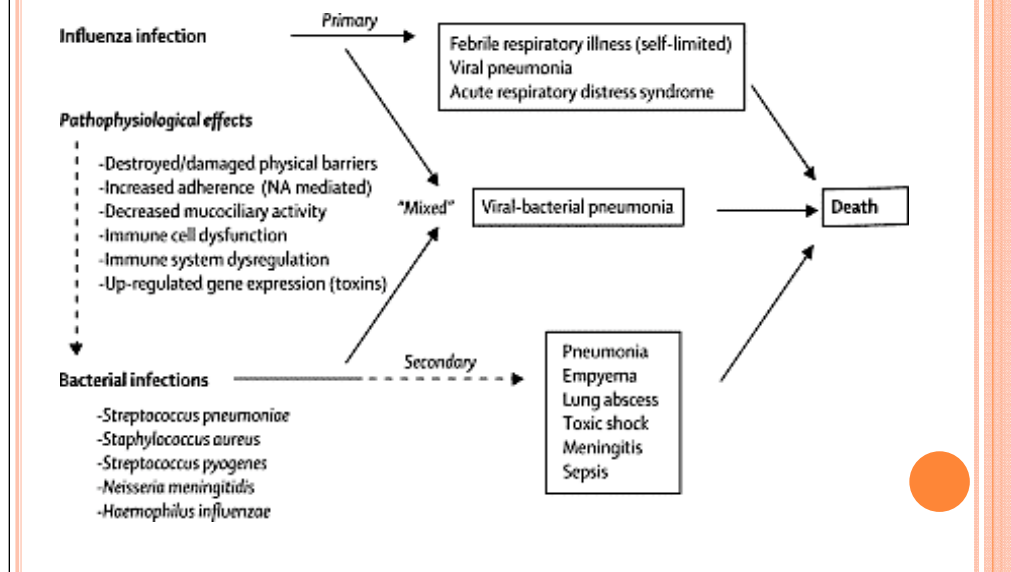 Primary
Influenza infection
Febrile respiratory illness (self-limited)
Viral pneumonia
Acute respiratory distress syndrome
Pathophysiological effects
-Destroyed/damaged physical barriers
-Increased adherence (NA mediated)
-Decreased mucociliary activity
-Immune cell dysfunction
-Immune system dysregulation
-Up-regulated gene expression (toxins)
"Mixed"
Viral-bacterial pneumonia
Death
Bacterial infections
-Streptococcus pneumoniae
-Staphylococcus aureus
-Streptococcus pyogenes
-Neisseria meningitidis
-Haemophilus influenzae
Secondary
Pneumonia
Empyema
Lung abscess
Toxic shock
Meningitis
Sepsis